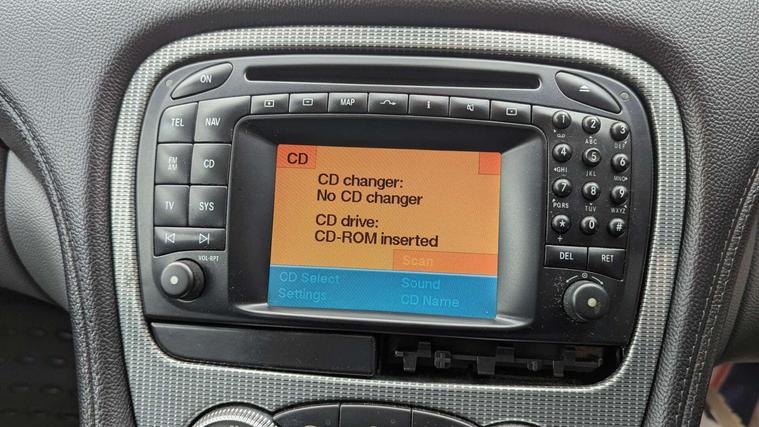 ON
MAP
i
TEL
NAV
FM
AM
CD
TV
SYS
VOL-RPT
CD
CD changer:
No CD changer
CD drive:
CD-ROM inserted
Scan
CD Select
Sound
Settings
CD Name
1
2
3
ABC
DEF
4
5
6
GHI
JKL
MNO
7
8
9
PQRS
TUV
WXYZ
*
0
#
+
DEL
RET